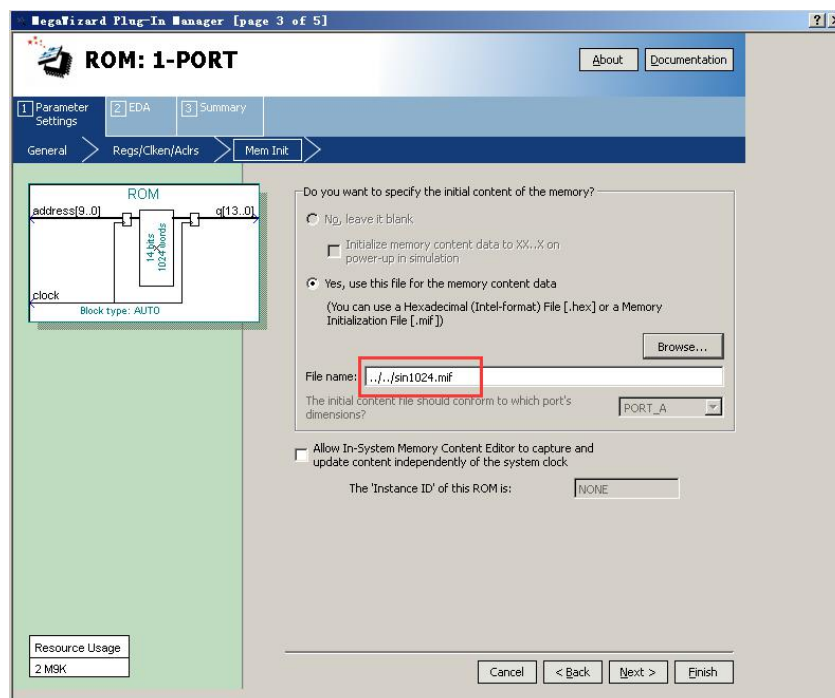 MegaWizard Plug-In Manager [page 3 of 5]
ROM: 1-PORT
About
Documentation
1 Parameter Settings
2 EDA
3 Summary
General
Regs/Clken/Aclrs
Mem Init
ROM
address[9..0]
q[13..0]
14 bits
1024 words
clock
Block type: AUTO
Do you want to specify the initial content of the memory?
No, leave it blank
Initialize memory content data to XX..X on
power-up in simulation
Yes, use this file for the memory content data
(You can use a Hexadecimal (Intel-format) File [.hex] or a Memory
Initialization File [.mif])
Browse...
File name: ../../sin1024.mif
The initial content file should conform to which port's
dimensions?
PORT_A
Allow In-System Memory Content Editor to capture and
update content independently of the system clock
The 'Instance ID' of this ROM is:
NONE
Resource Usage
2 M9K
Cancel
< Back
Next >
Finish